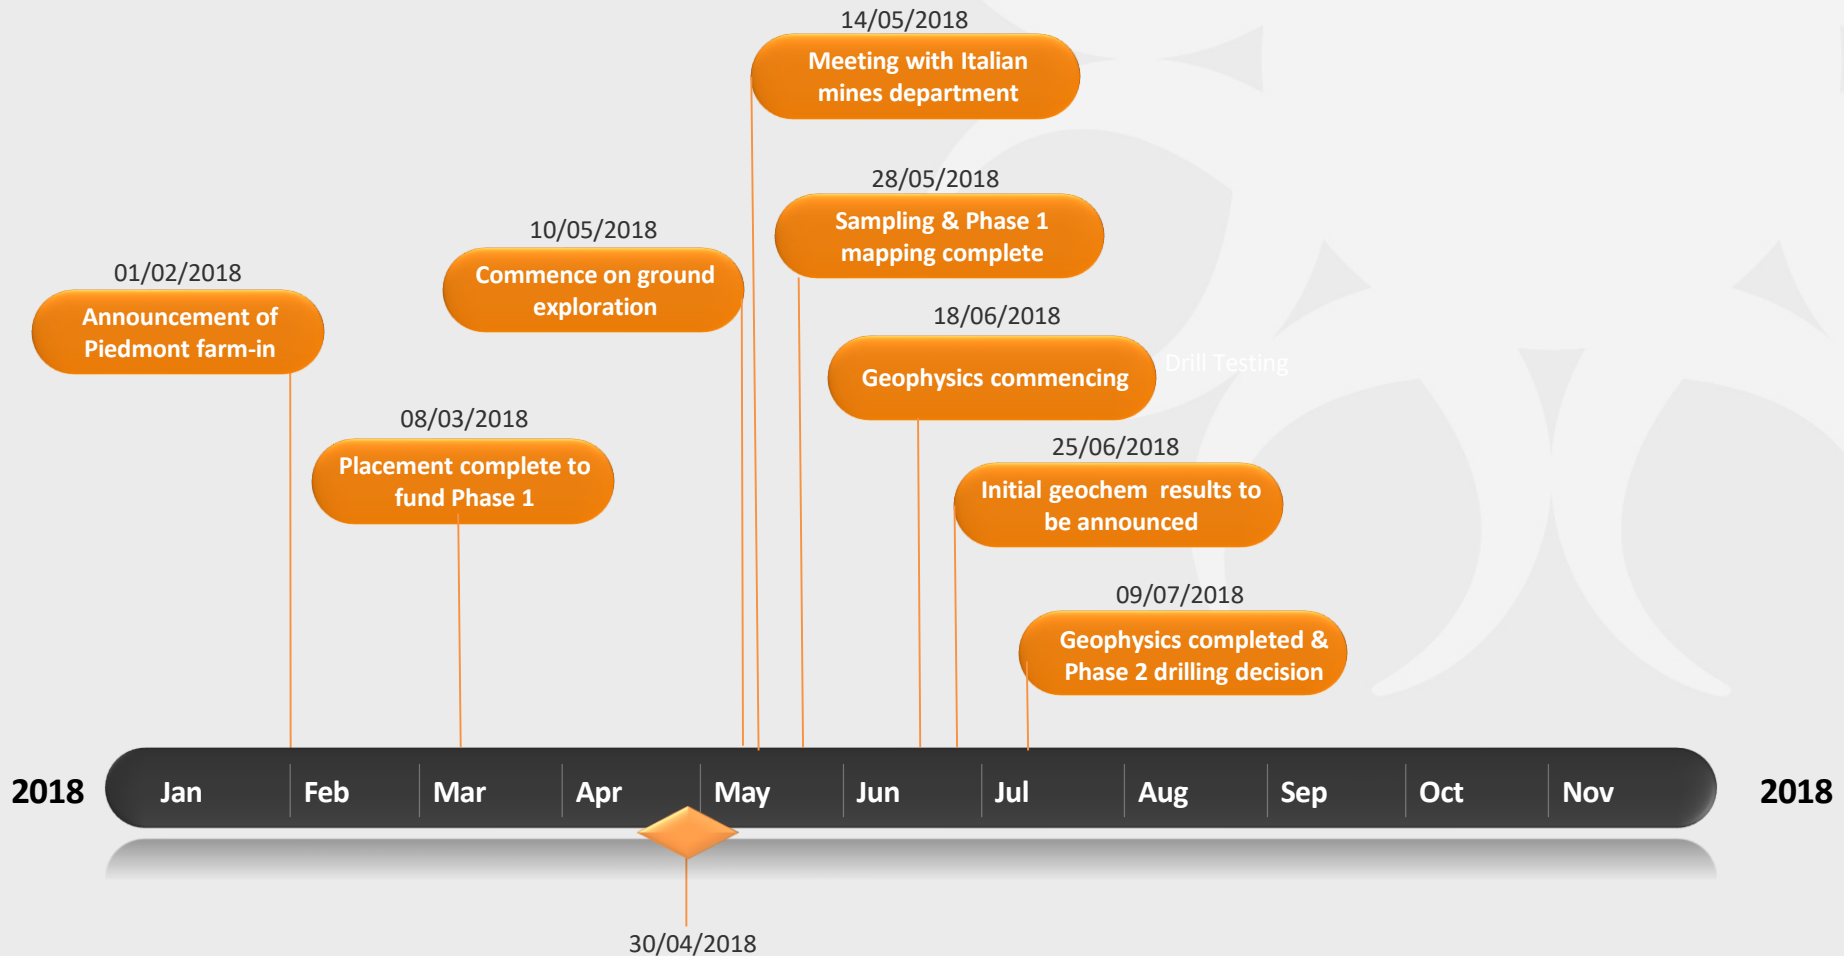 14/05/2018
Meeting with Italian
mines department
28/05/2018
Sampling & Phase 1
mapping complete
10/05/2018
Commence on ground
exploration
01/02/2018
Announcement of
Piedmont farm-in
18/06/2018
Geophysics commencing
Drill Testing
08/03/2018
Placement complete to
fund Phase 1
25/06/2018
Initial geochem  results to
be announced
09/07/2018
Geophysics completed &
Phase 2 drilling decision
2018 Jan Feb Mar Apr May Jun Jul Aug Sep Oct Nov 2018
30/04/2018